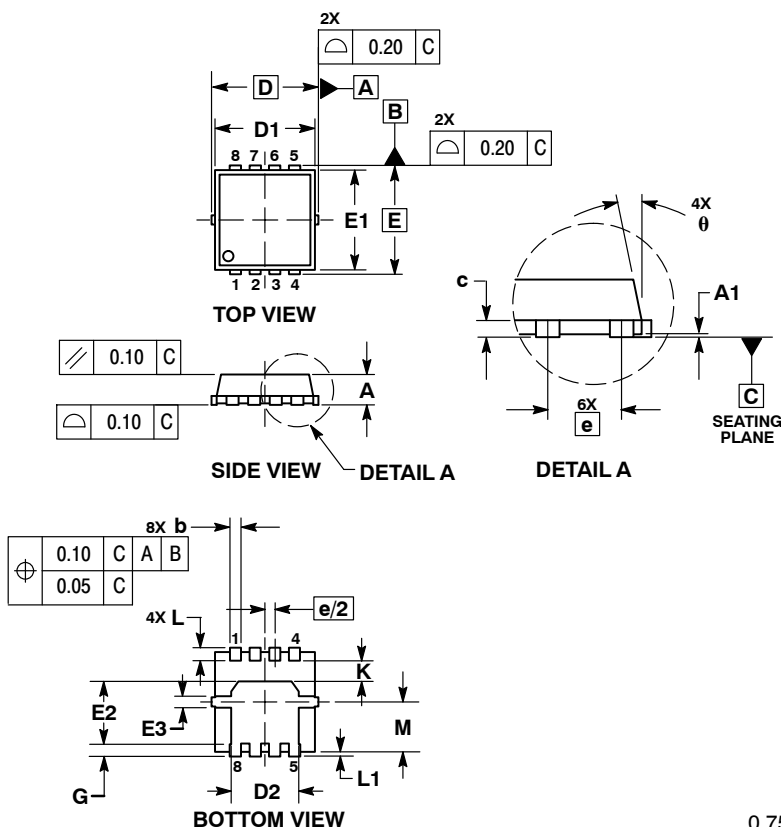 2X
0.20 C
D
A
B
D1
2X
0.20 C
8 7 6 5
E1
E
4X
θ
1 2 3 4
TOP VIEW
c
A1
0.10 C
A
C
6X
e
SEATING
PLANE
0.10 C
SIDE VIEW
DETAIL A
DETAIL A
8X b
0.10 C A B
0.05 C
e/2
4X L
1 4
K
E2
E3
M
8 5
G
D2
L1
BOTTOM VIEW